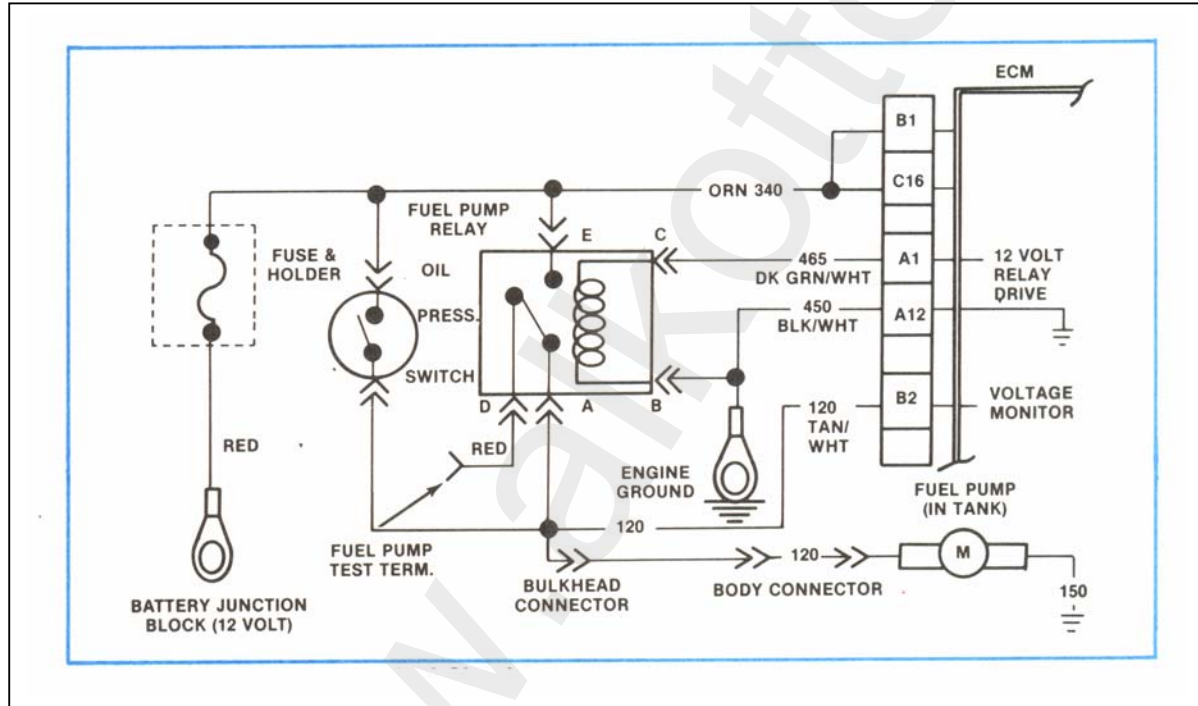 ECM
B1
C16
ORN 340
FUEL PUMP
RELAY
E
C
FUSE &
HOLDER
OIL
PRESS.
SWITCH
465
DK GRN/WHT
A1
12 VOLT
RELAY
DRIVE
450
BLK/WHT
A12
D
A
B
120
TAN/
WHT
B2
VOLTAGE
MONITOR
RED
RED
ENGINE
GROUND
FUEL PUMP
(IN TANK)
120
FUEL PUMP
TEST TERM.
BULKHEAD
CONNECTOR
120
BODY CONNECTOR
M
150
BATTERY JUNCTION
BLOCK (12 VOLT)